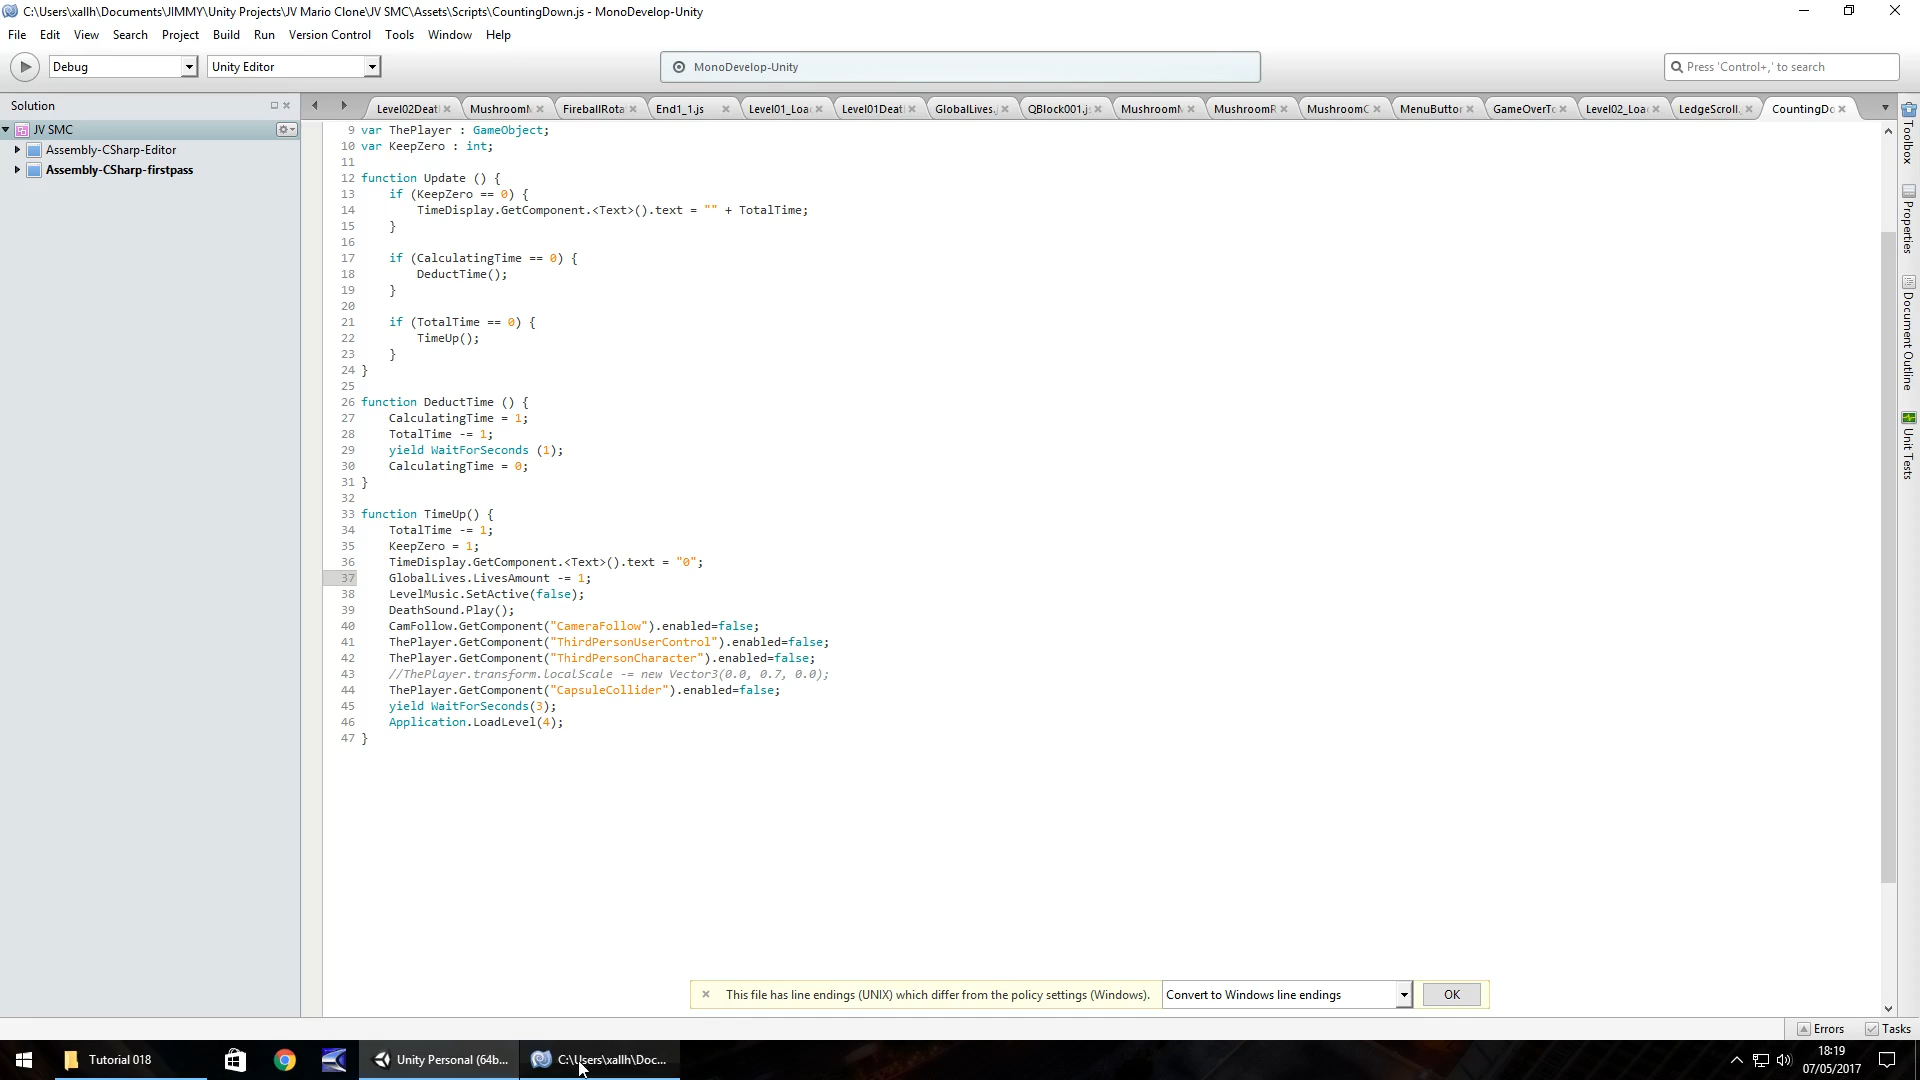 C:\Users\xallh\Documents\JIMMY\Unity Projects\JV Mario Clone\JV SMC\Assets\Scripts\CountingDown.js - MonoDevelop-Unity
File Edit View Search Project Build Run Version Control Tools Window Help
Debug Unity Editor MonoDevelop-Unity Press 'Control+,' to search
Solution
Level02Deat MushroomM FireballRota End1_1.js Level01_Loa Level01Deat GlobalLives.j QBlock001.js MushroomM MushroomR MushroomC MenuButtor GameOverTo Level02_Loa LedgeScroll. CountingDo
JV SMC
Assembly-CSharp-Editor
Assembly-CSharp-firstpass
9 var ThePlayer : GameObject;
10 var KeepZero : int;
11
12 function Update () {
13 if (KeepZero == 0) {
14 TimeDisplay.GetComponent.<Text>().text = "" + TotalTime;
15 }
16
17 if (CalculatingTime == 0) {
18 DeductTime();
19 }
20
21 if (TotalTime == 0) {
22 TimeUp();
23 }
24 }
25
26 function DeductTime () {
27 CalculatingTime = 1;
28 TotalTime -= 1;
29 yield WaitForSeconds (1);
30 CalculatingTime = 0;
31 }
32
33 function TimeUp() {
34 TotalTime -= 1;
35 KeepZero = 1;
36 TimeDisplay.GetComponent.<Text>().text = "0";
37 GlobalLives.LivesAmount -= 1;
38 LevelMusic.SetActive(false);
39 DeathSound.Play();
40 CamFollow.GetComponent("CameraFollow").enabled=false;
41 ThePlayer.GetComponent("ThirdPersonUserControl").enabled=false;
42 ThePlayer.GetComponent("ThirdPersonCharacter").enabled=false;
43 //ThePlayer.transform.localScale -= new Vector3(0.0, 0.7, 0.0);
44 ThePlayer.GetComponent("CapsuleCollider").enabled=false;
45 yield WaitForSeconds(3);
46 Application.LoadLevel(4);
47 }
Toolbox
Properties
Document Outline
Unit Tests
This file has line endings (UNIX) which differ from the policy settings (Windows). Convert to Windows line endings OK
Errors Tasks
Tutorial 018 Unity Personal (64b... C:\Users\xallh\Doc...
18:19
07/05/2017